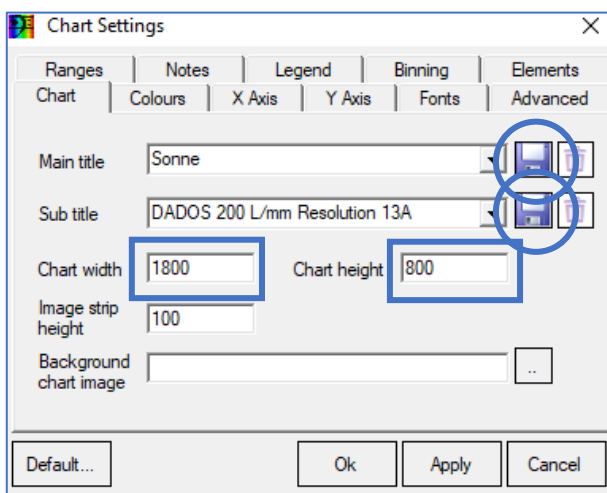 Chart Settings
Ranges Notes Legend Binning Elements
Chart Colours X Axis Y Axis Fonts Advanced
Main title Sonne
Sub title DADOS 200 L/mm Resolution 13A
Chart width 1800 Chart height 800
Image strip
height 100
Background
chart image ..
Default... Ok Apply Cancel